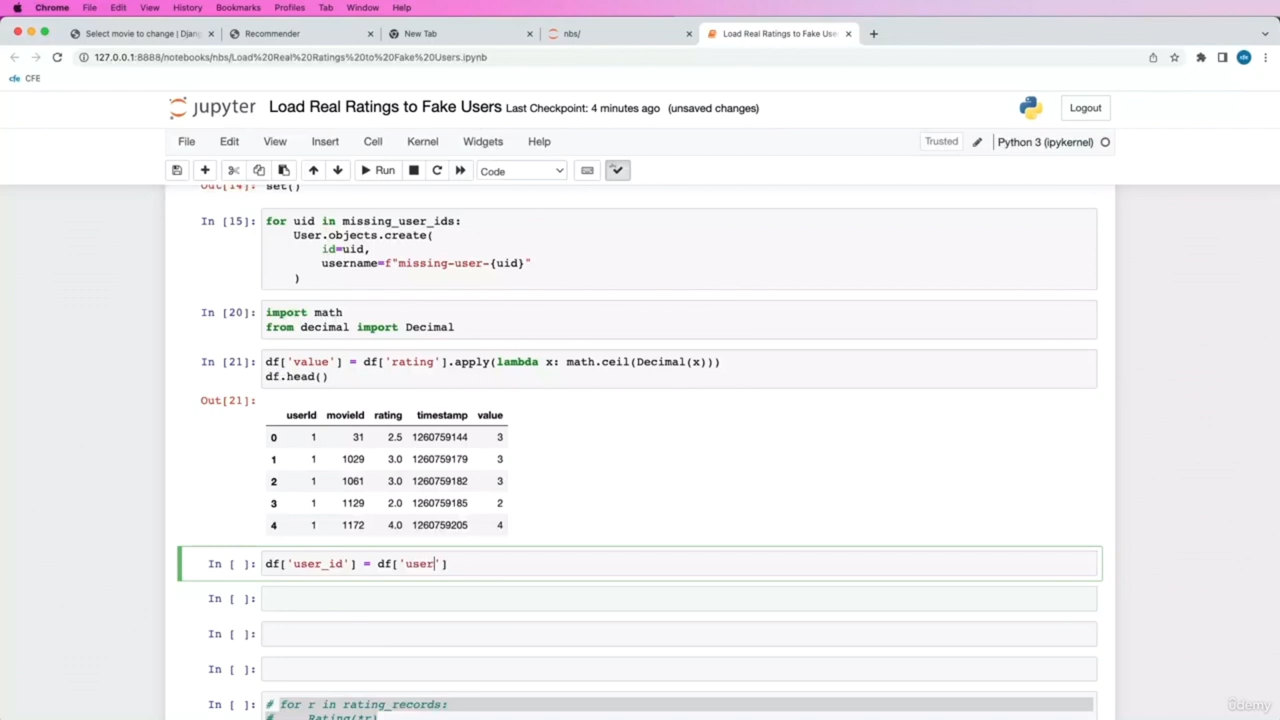 Chrome File Edit View History Bookmarks Profiles Tab Window Help
Select movie to change | Djan Recommender New Tab nbs/ Load Real Ratings to Fake User
127.0.0.1:8888/notebooks/nbs/Load%20Real%20Ratings%20to%20Fake%20Users.ipynb
cfe CFE
jupyter Load Real Ratings to Fake Users Last Checkpoint: 4 minutes ago (unsaved changes) Logout
File Edit View Insert Cell Kernel Widgets Help Trusted Python 3 (ipykernel)
Run Code
Out[14]: set()
In [15]: for uid in missing_user_ids:
User.objects.create(
id=uid,
username=f"missing-user-{uid}"
)
In [20]: import math
from decimal import Decimal
In [21]: df['value'] = df['rating'].apply(lambda x: math.ceil(Decimal(x)))
df.head()
Out[21]:
userId movieId rating timestamp value
0 1 31 2.5 1260759144 3
1 1 1029 3.0 1260759179 3
2 1 1061 3.0 1260759182 3
3 1 1129 2.0 1260759185 2
4 1 1172 4.0 1260759205 4
In [ ]: df['user_id'] = df['user']
In [ ]:
In [ ]:
In [ ]:
In [ ]: # for r in rating_records:
# Rating(*r)
ûdemy